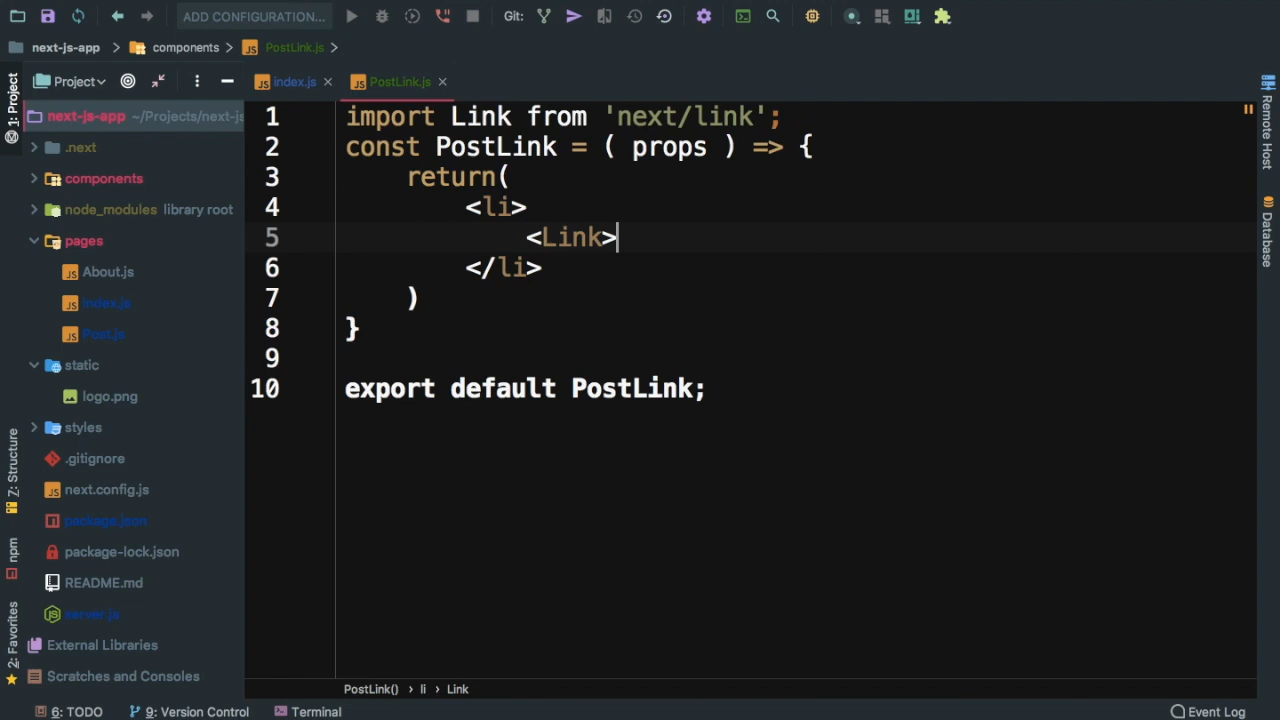 ADD CONFIGURATION...
Git:
next-js-app
components
PostLink.js
1: Project
Project
index.js
PostLink.js
next-js-app ~/Projects/next-js
.next
components
node_modules library root
pages
About.js
Index.js
Post.js
static
logo.png
styles
.gitignore
next.config.js
package.json
package-lock.json
README.md
server.js
External Libraries
Scratches and Consoles
7: Structure
npm
2: Favorites
1 import Link from 'next/link';
2 const PostLink = ( props ) => {
3 return(
4 <li>
5 <Link>
6 </li>
7 )
8 }
9
10 export default PostLink;
PostLink() › li › Link
Remote Host
Database
6: TODO
9: Version Control
Terminal
Event Log